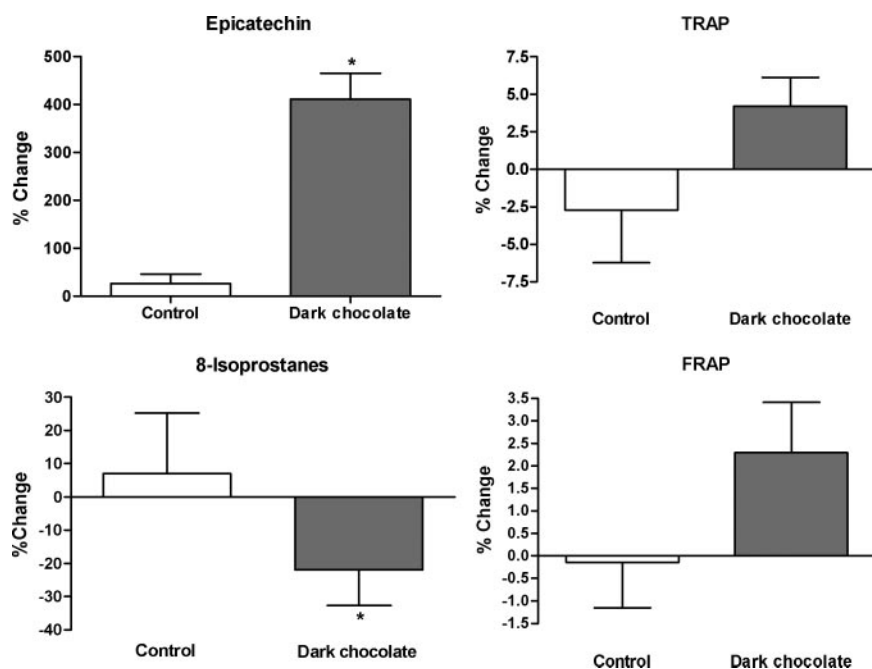 Epicatechin
% Change
500
400
300
200
100
0
*
Control
Dark chocolate
TRAP
% Change
7.5
5.0
2.5
0.0
-2.5
-5.0
-7.5
Control
Dark chocolate
8-Isoprostanes
%Change
30
20
10
0
-10
-20
-30
-40
*
Control
Dark chocolate
FRAP
% Change
3.5
3.0
2.5
2.0
1.5
1.0
0.5
0.0
-0.5
-1.0
-1.5
Control
Dark chocolate